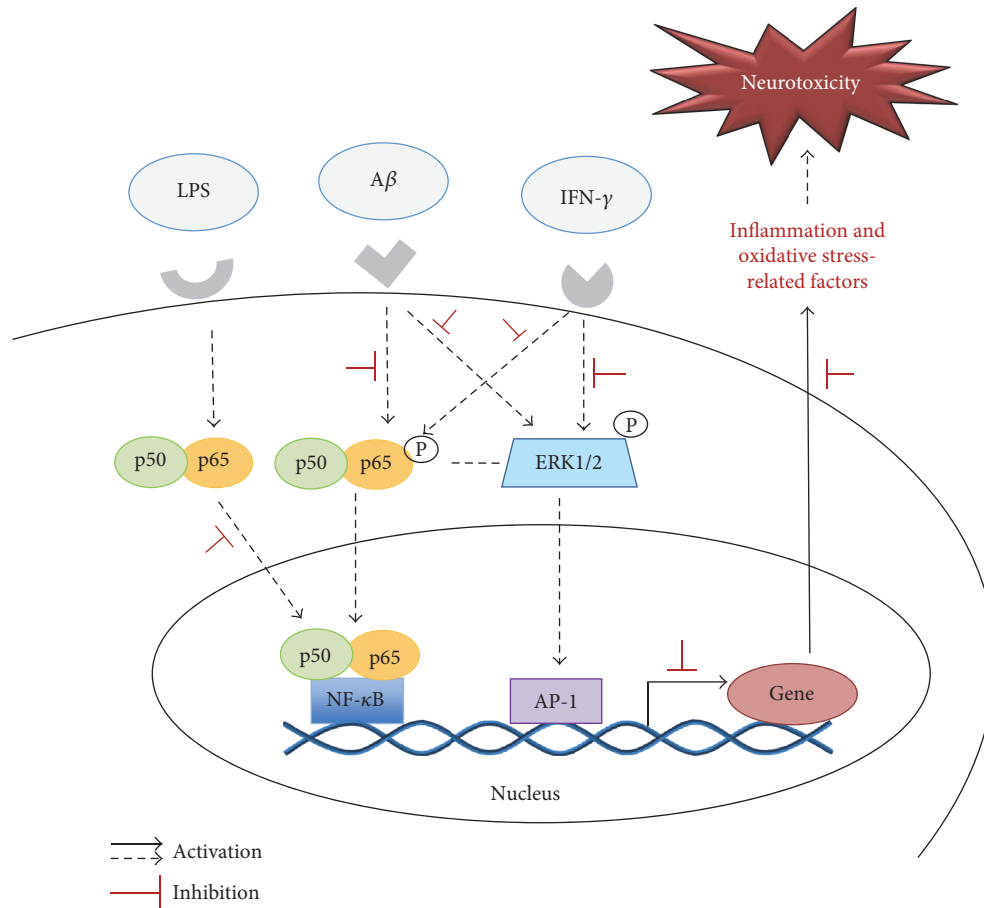 Neurotoxicity
LPS
Aβ
IFN-γ
Inflammation and
oxidative stress-
related factors
p50
p65
p50
p65
P
ERK1/2
P
p50
p65
NF-κB
AP-1
Gene
Nucleus
Activation
Inhibition